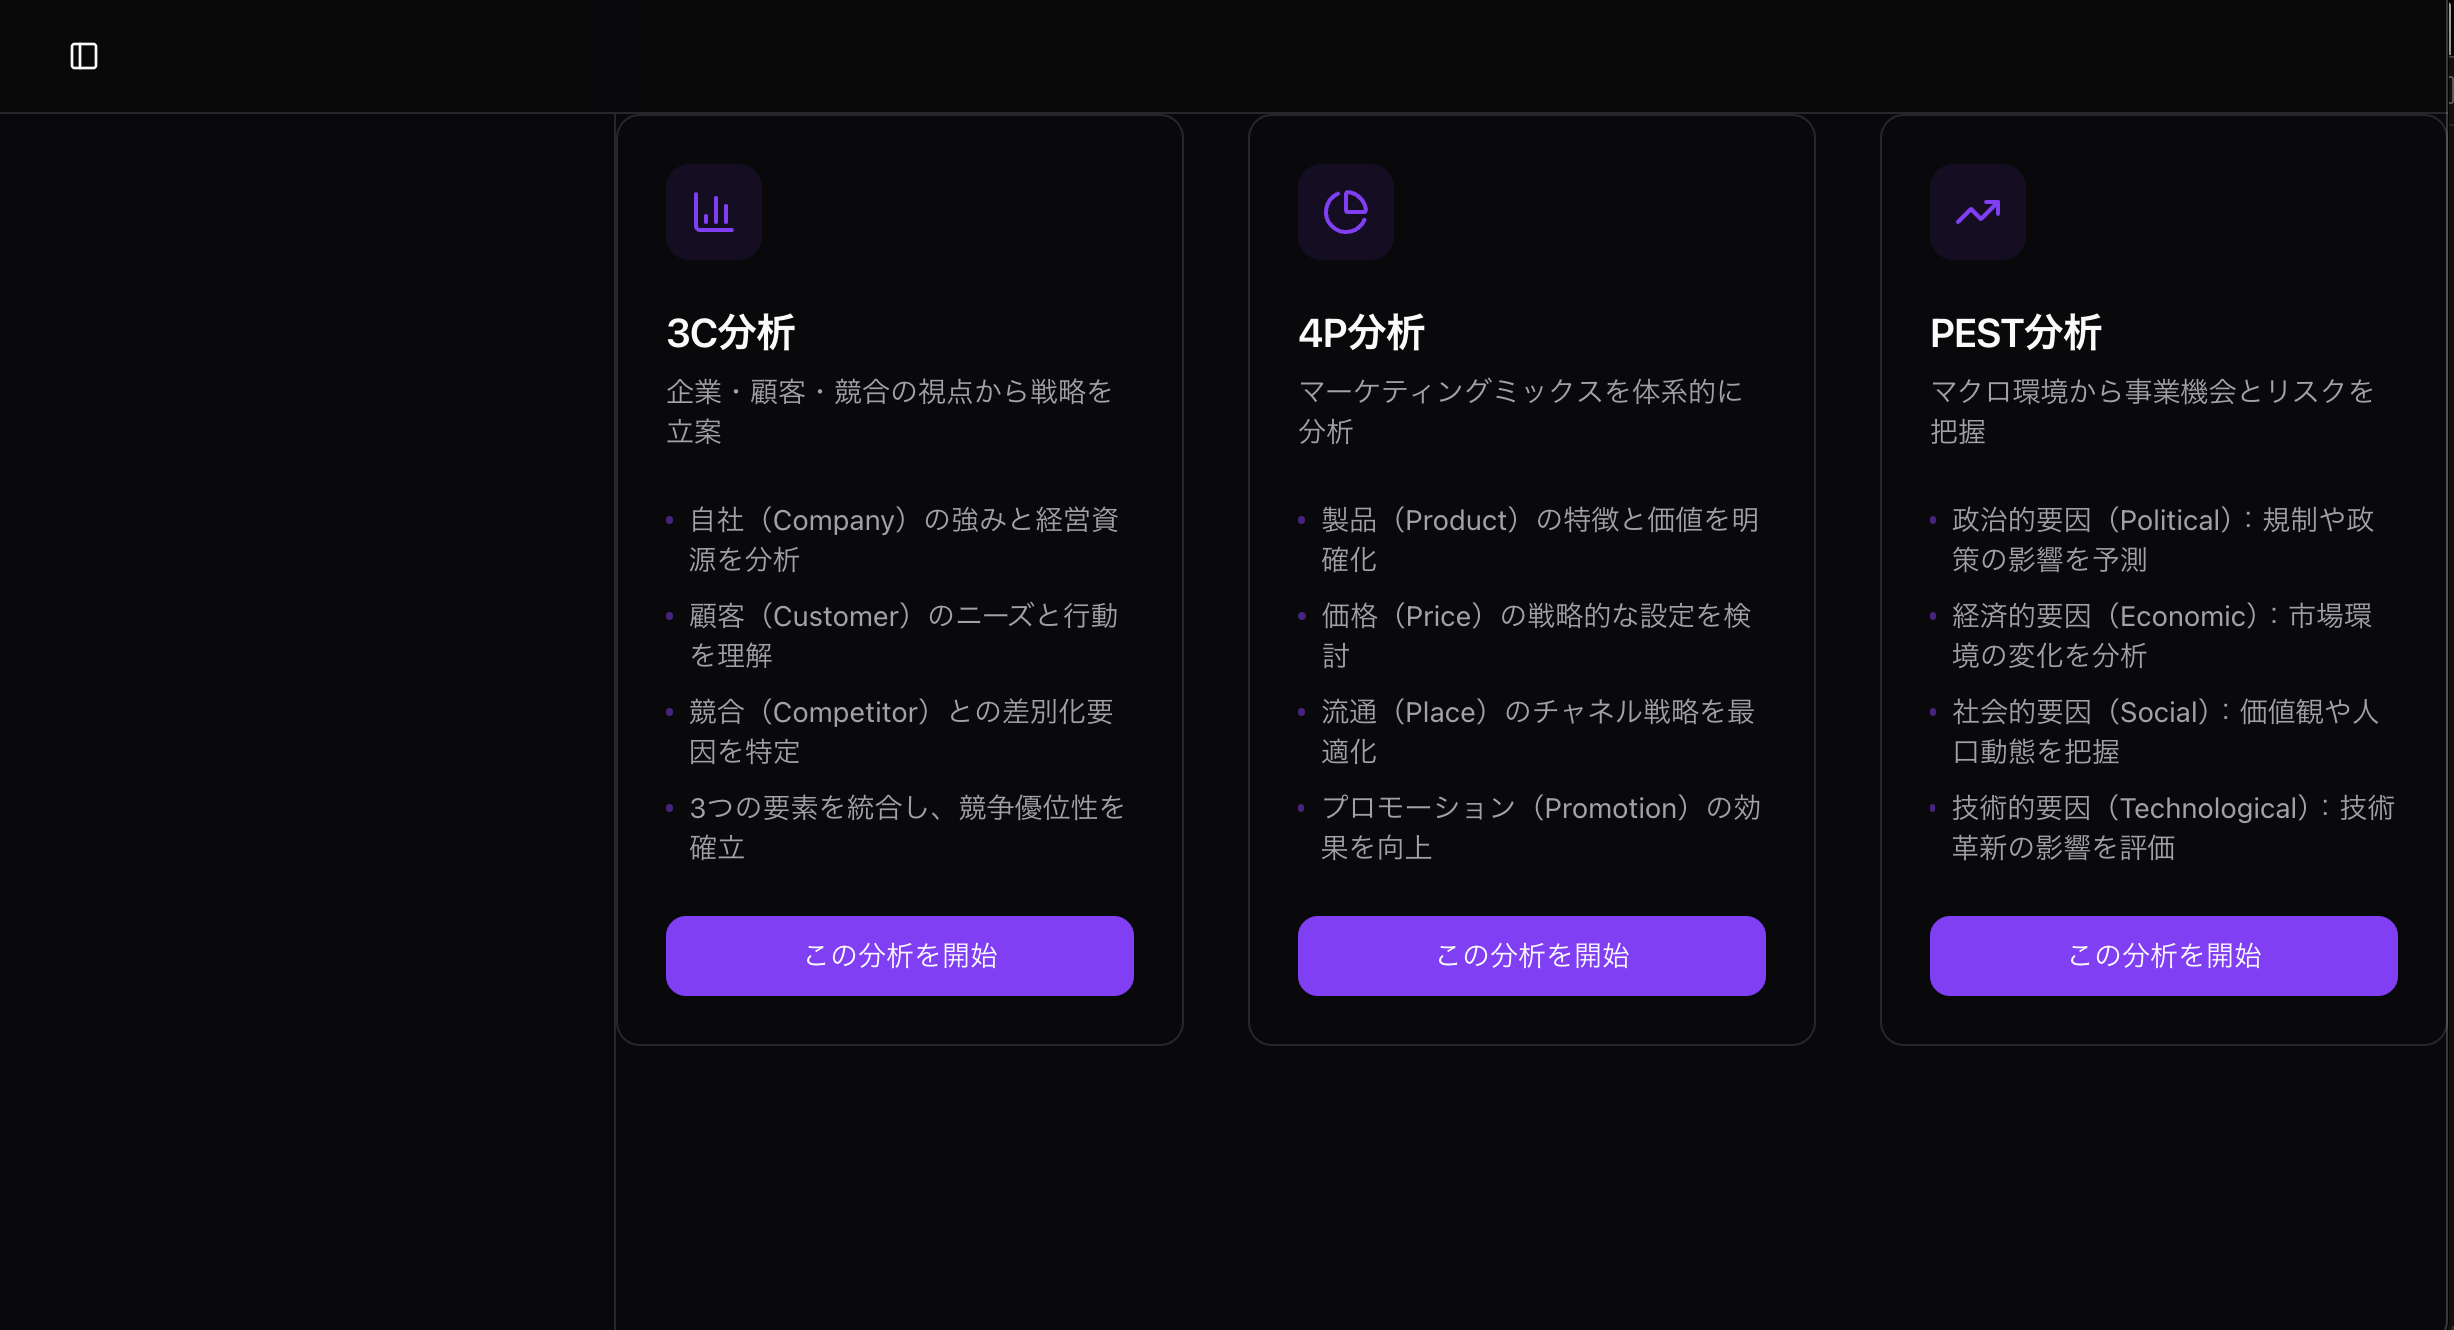 3C分析
企業・顧客・競合の視点から戦略を
立案
自社（Company）の強みと経営資
源を分析
顧客（Customer）のニーズと行動
を理解
競合（Competitor）との差別化要
因を特定
3つの要素を統合し、競争優位性を
確立
この分析を開始
4P分析
マーケティングミックスを体系的に
分析
製品（Product）の特徴と価値を明
確化
価格（Price）の戦略的な設定を検
討
流通（Place）のチャネル戦略を最
適化
プロモーション（Promotion）の効
果を向上
この分析を開始
PEST分析
マクロ環境から事業機会とリスクを
把握
政治的要因（Political）：規制や政
策の影響を予測
経済的要因（Economic）：市場環
境の変化を分析
社会的要因（Social）：価値観や人
口動態を把握
技術的要因（Technological）：技術
革新の影響を評価
この分析を開始